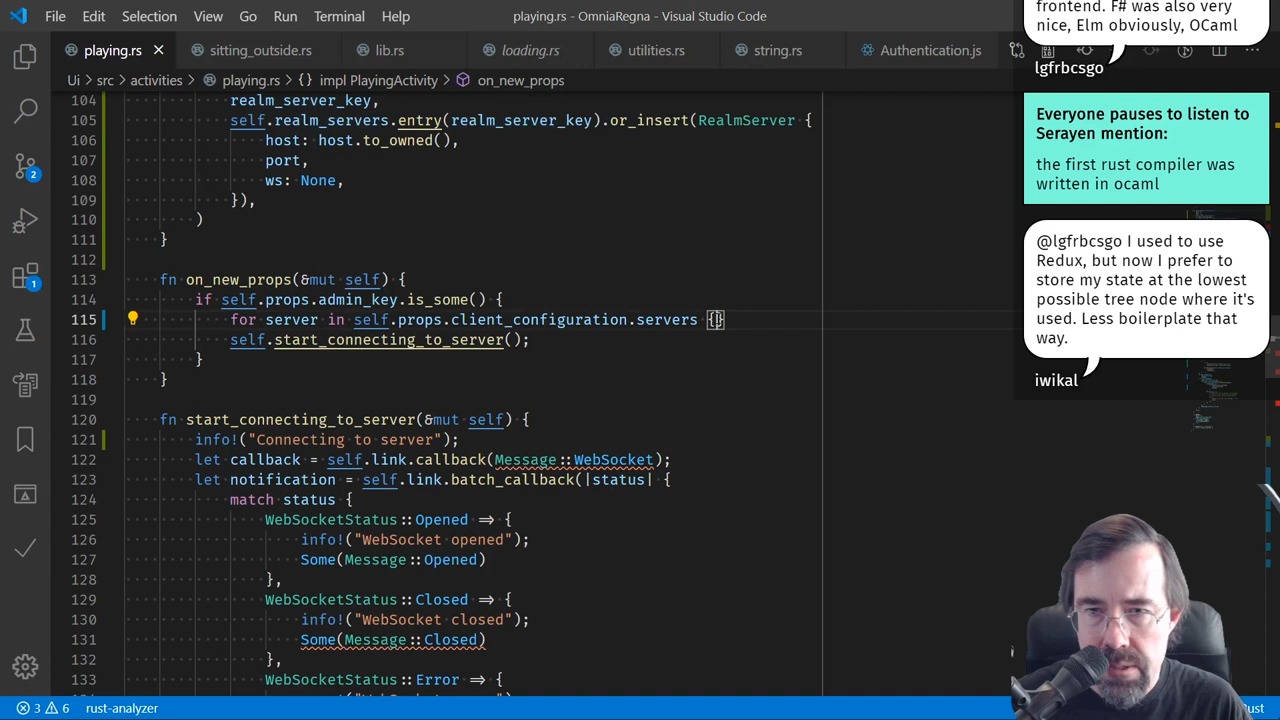 File Edit Selection View Go Run Terminal Help playing.rs - OmniaRegna - Visual Studio Code
playing.rs sitting_outside.rs lib.rs loading.rs utilities.rs string.rs Authentication.js
Ui > src > activities > playing.rs > {} impl PlayingActivity > on_new_props
104 realm_server_key,
105 self.realm_servers.entry(realm_server_key).or_insert(RealmServer {
106 host: host.to_owned(),
107 port,
108 ws: None,
109 }),
110 )
111 }
112
113 fn on_new_props(&mut self) {
114 if self.props.admin_key.is_some() {
115 for server in self.props.client_configuration.servers {}
116 self.start_connecting_to_server();
117 }
118 }
119
120 fn start_connecting_to_server(&mut self) {
121 info!("Connecting to server");
122 let callback = self.link.callback(Message::WebSocket);
123 let notification = self.link.batch_callback(|status| {
124 match status {
125 WebSocketStatus::Opened => {
126 info!("WebSocket opened");
127 Some(Message::Opened)
128 },
129 WebSocketStatus::Closed => {
130 info!("WebSocket closed");
131 Some(Message::Closed)
132 },
133 WebSocketStatus::Error => {
frontend. F# was also very
nice, Elm obviously, OCaml
lgfrbcsgo
Everyone pauses to listen to
Serayen mention:
the first rust compiler was
written in ocaml
@lgfrbcsgo I used to use
Redux, but now I prefer to
store my state at the lowest
possible tree node where it's
used. Less boilerplate that
way.
iwikal
2
1
3 6 rust-analyzer